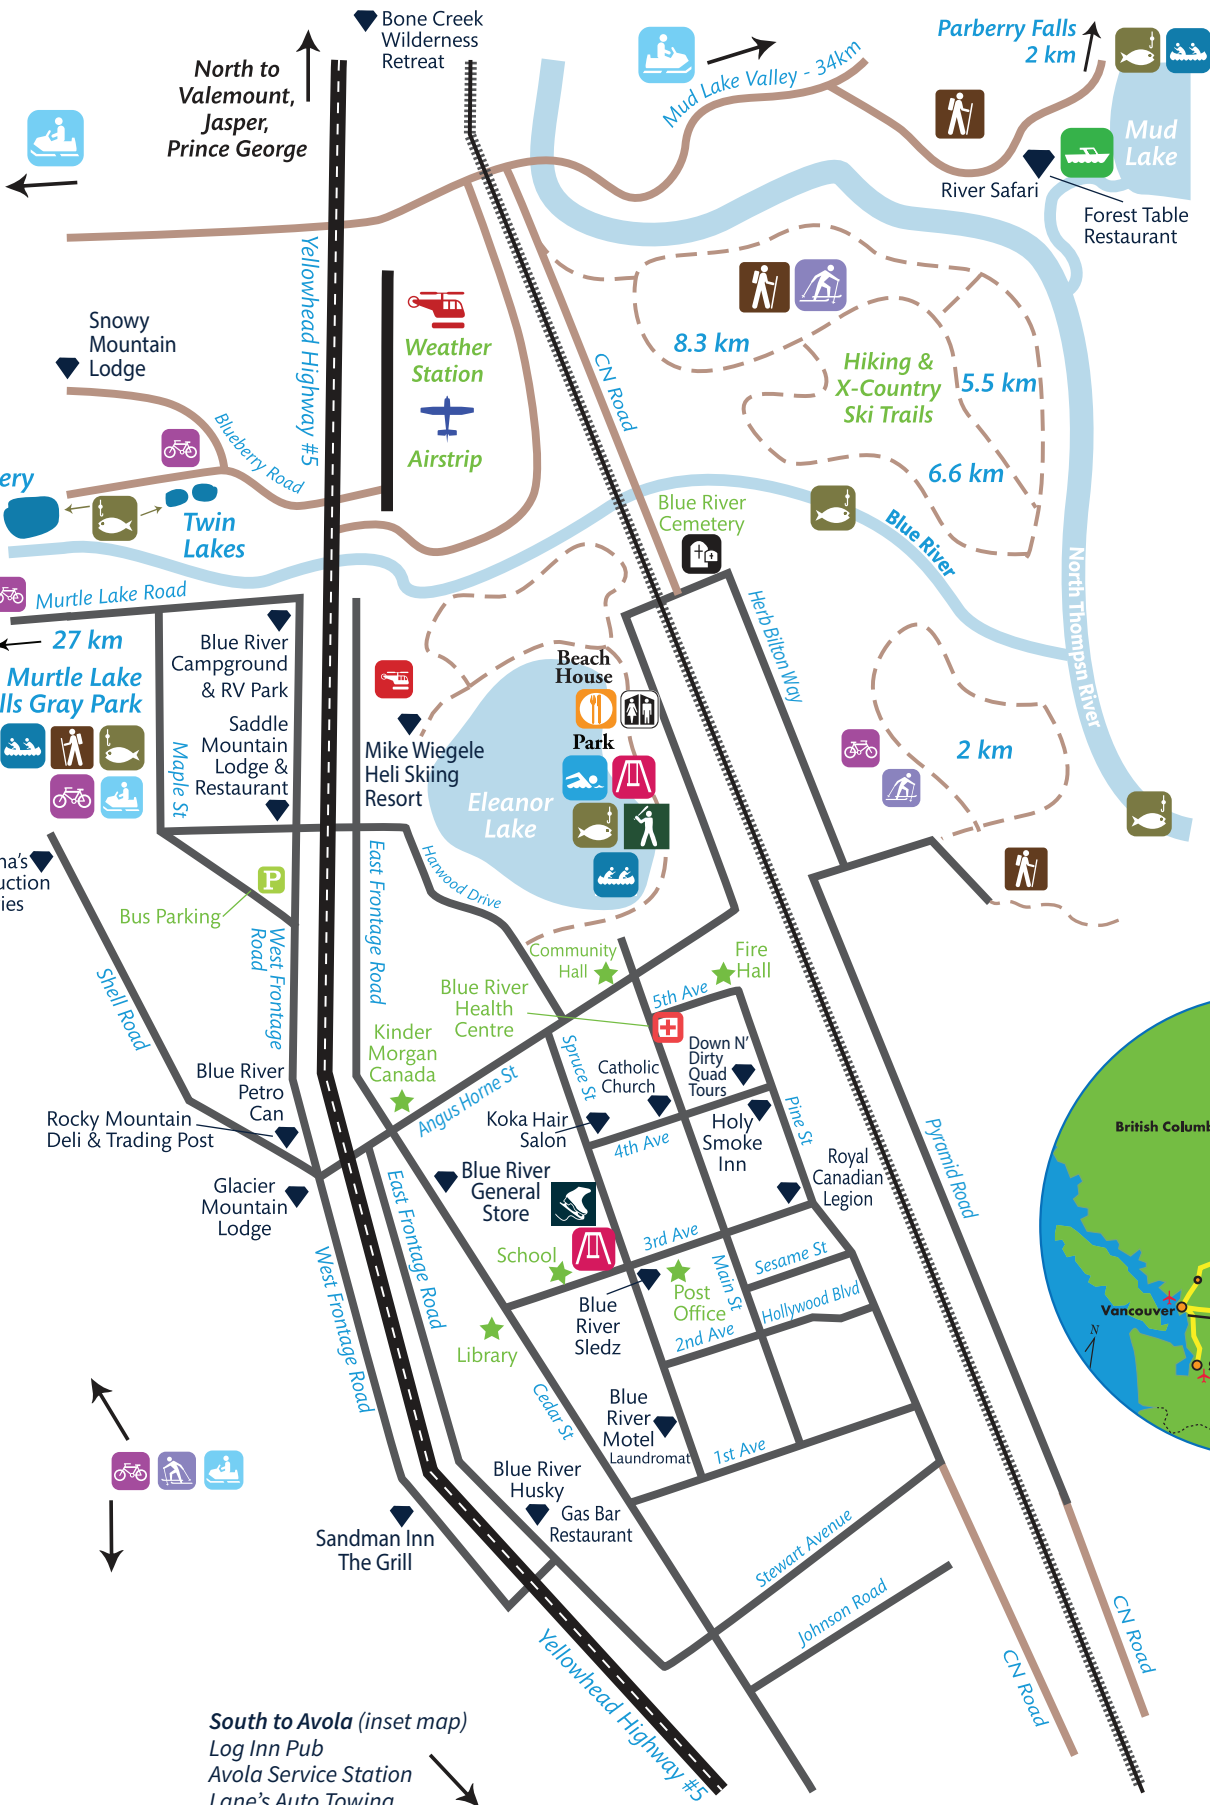 Bone Creek
Wilderness
Retreat
North to
Valemount,
Jasper,
Prince George
Mud Lake Valley - 34km
Parberry Falls
2 km
Mud
Lake
River Safari
Forest Table
Restaurant
Yellowhead Highway #5
Snowy
Mountain
Lodge
Weather
Station
Airstrip
CN Road
8.3 km
Hiking &
X-Country
Ski Trails
5.5 km
6.6 km
Blueberry Road
ery
Twin
Lakes
Blue River
Cemetery
Blue River
North Thompsn River
Murtle Lake Road
27 km
Murtle Lake
lls Gray Park
Blue River
Campground
& RV Park
Saddle
Mountain
Lodge &
Restaurant
Maple St
Mike Wiegele
Heli Skiing
Resort
Beach
House
Park
Eleanor
Lake
Herb Bilton Way
2 km
na's
uction
ies
P
Bus Parking
West Frontage
Road
East Frontage Road
Harwood Drive
Shell Road
Community
Hall
Fire
Hall
5th Ave
Blue River
Health
Centre
Kinder
Morgan
Canada
Angus Horne St
Spruce St
Catholic
Church
Down N'
Dirty
Quad
Tours
Pine St
Blue River
Petro
Can
Rocky Mountain
Deli & Trading Post
Koka Hair
Salon
4th Ave
Holy
Smoke
Inn
Royal
Canadian
Legion
Pyramid Road
Glacier
Mountain
Lodge
Blue River
General
Store
East Frontage Road
West Frontage Road
School
3rd Ave
Main St
Sesame St
Hollywood Blvd
Blue
River
Sledz
Post
Office
2nd Ave
Library
Cedar St
Blue
River
Motel
Laundromat
1st Ave
Blue River
Husky
Gas Bar
Restaurant
Sandman Inn
The Grill
Stewart Avenue
Johnson Road
CN Road
CN Road
Yellowhead Highway #5
South to Avola (inset map)
Log Inn Pub
Avola Service Station
Lane's Auto Towing
British Columb
Vancouver
N